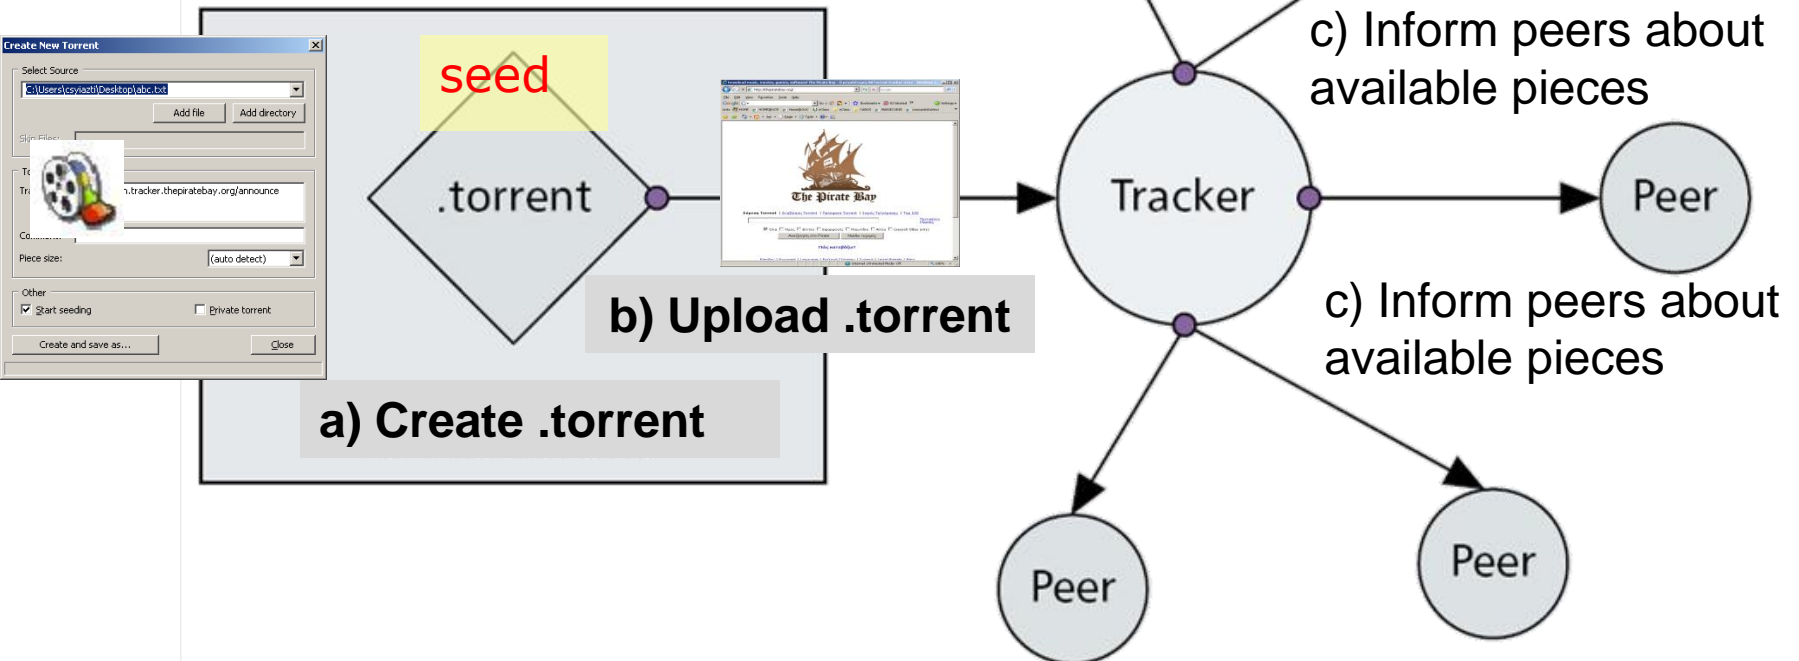 c) Inform peers about
available pieces
Create New Torrent
Select Source
C:\Users\csyiazti\Desktop\abc.txt
Add file
Add directory
Skip Files:
.tracker.thepiratebay.org/announce
Piece size:
(auto detect)
Other
Start seeding
Private torrent
Create and save as...
Close
seed
.torrent
The Pirate Bay
Tracker
Peer
b) Upload .torrent
c) Inform peers about
available pieces
a) Create .torrent
Peer
Peer